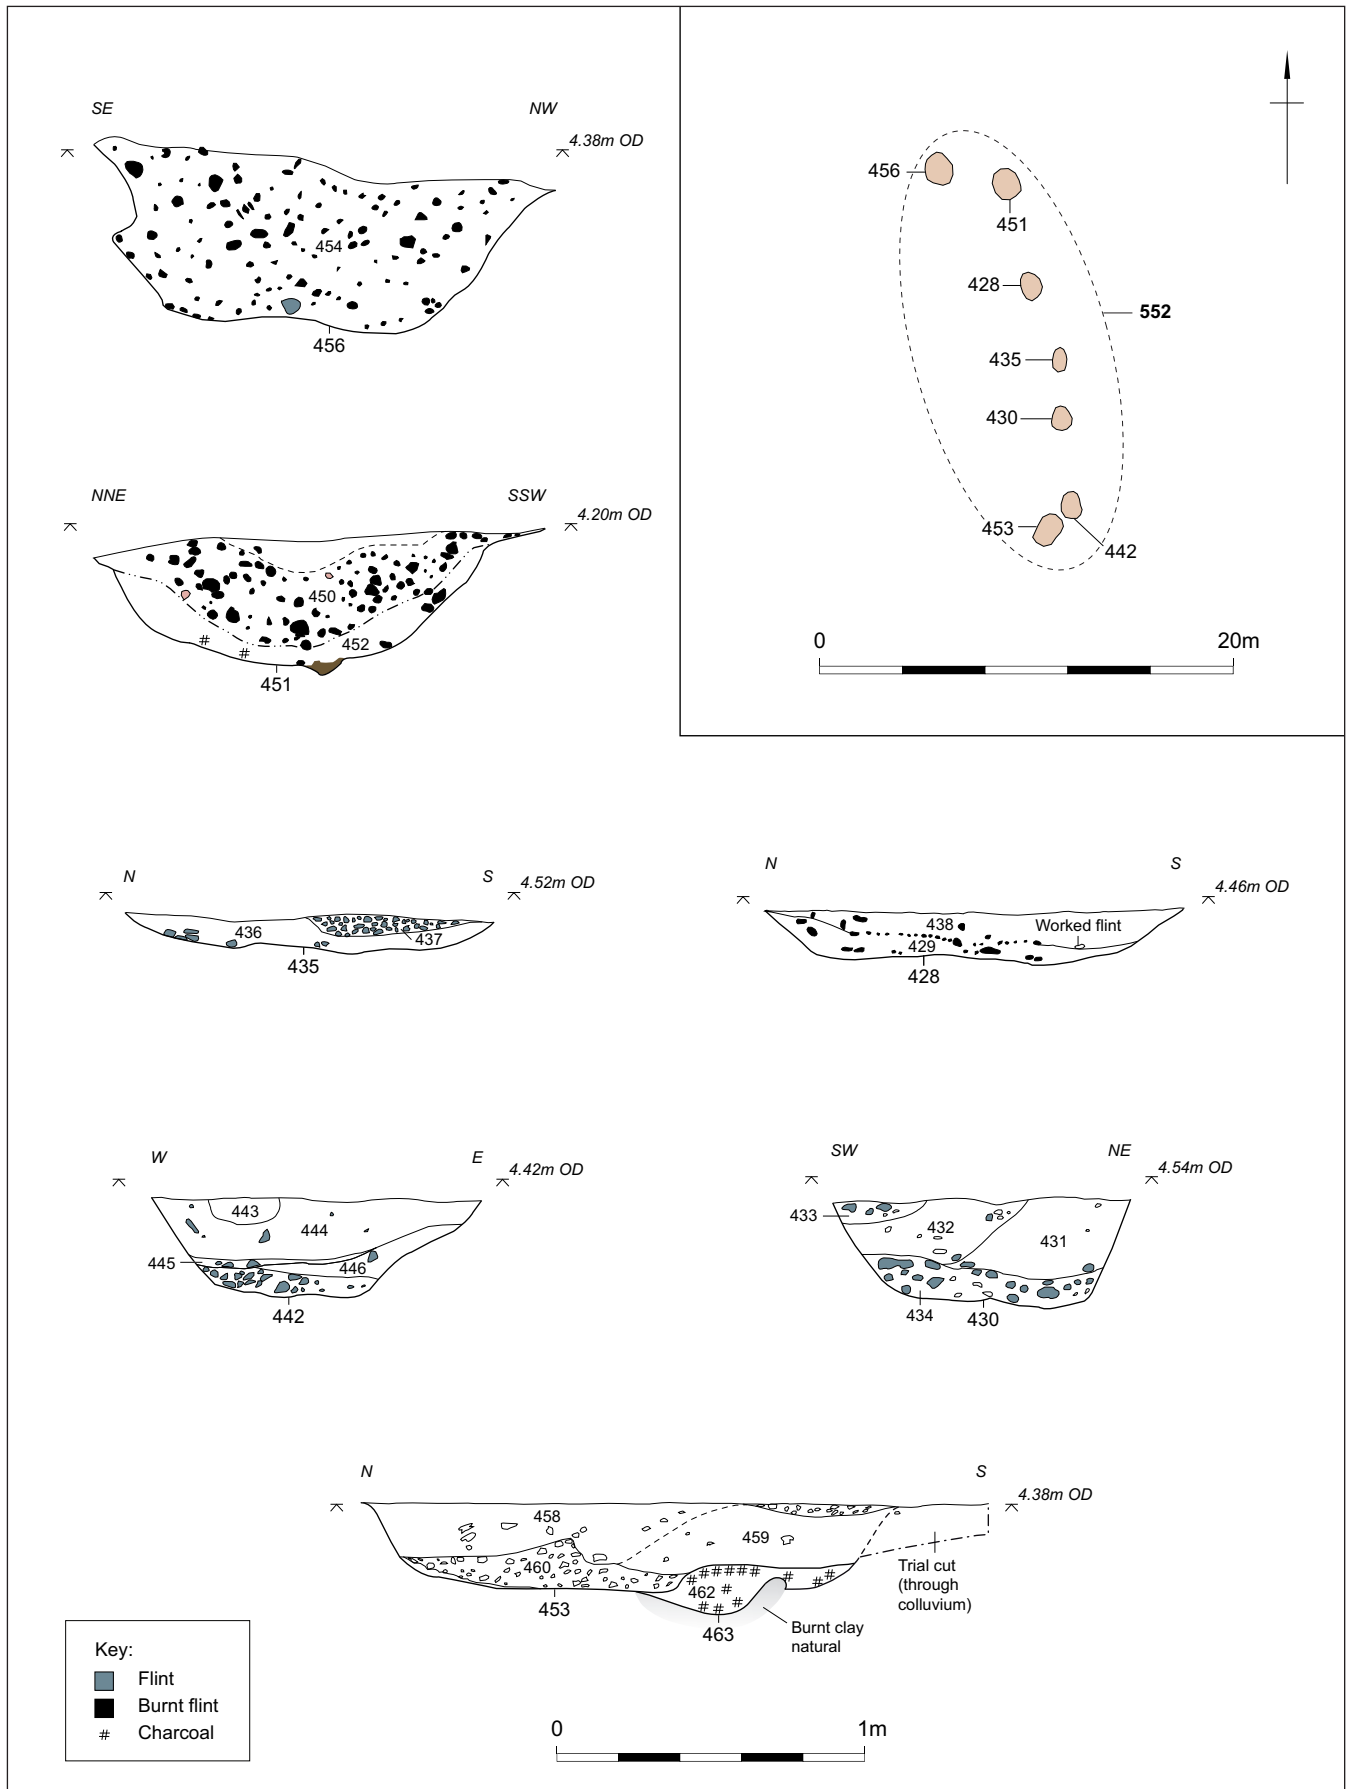 SE NW
4.38m OD
454
456
456
451
428
552
435
430
453
442
0 20m
NNE SSW
4.20m OD
450
452
451
N S
4.52m OD
436
437
435
N S
4.46m OD
438
Worked flint
429
428
W E
4.42m OD
443
444
445
446
442
SW NE
4.54m OD
433
432
431
434 430
N S
4.38m OD
458
459
460
462
453
463
Trial cut
(through
colluvium)
Burnt clay
natural
Key:
Flint
Burnt flint
# Charcoal
0 1m